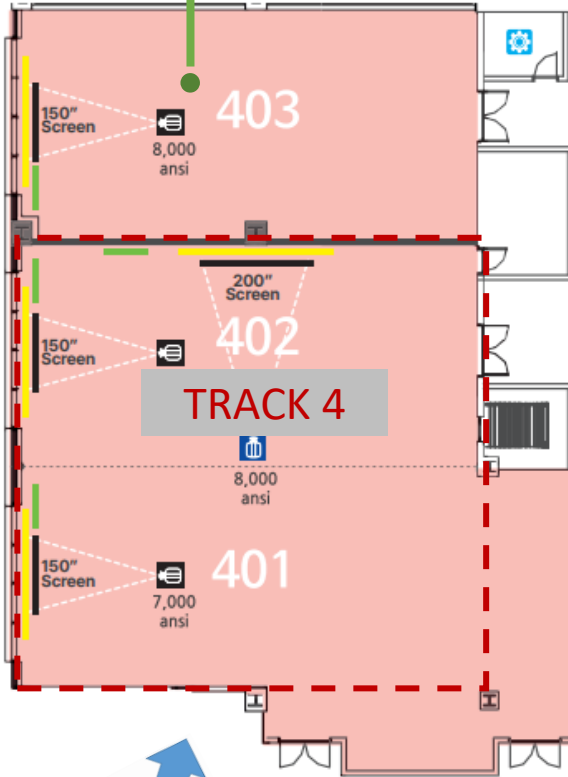 403
150"
Screen
8,000
ansi
200"
Screen
402
150"
Screen
TRACK 4
8,000
ansi
401
150"
Screen
7,000
ansi